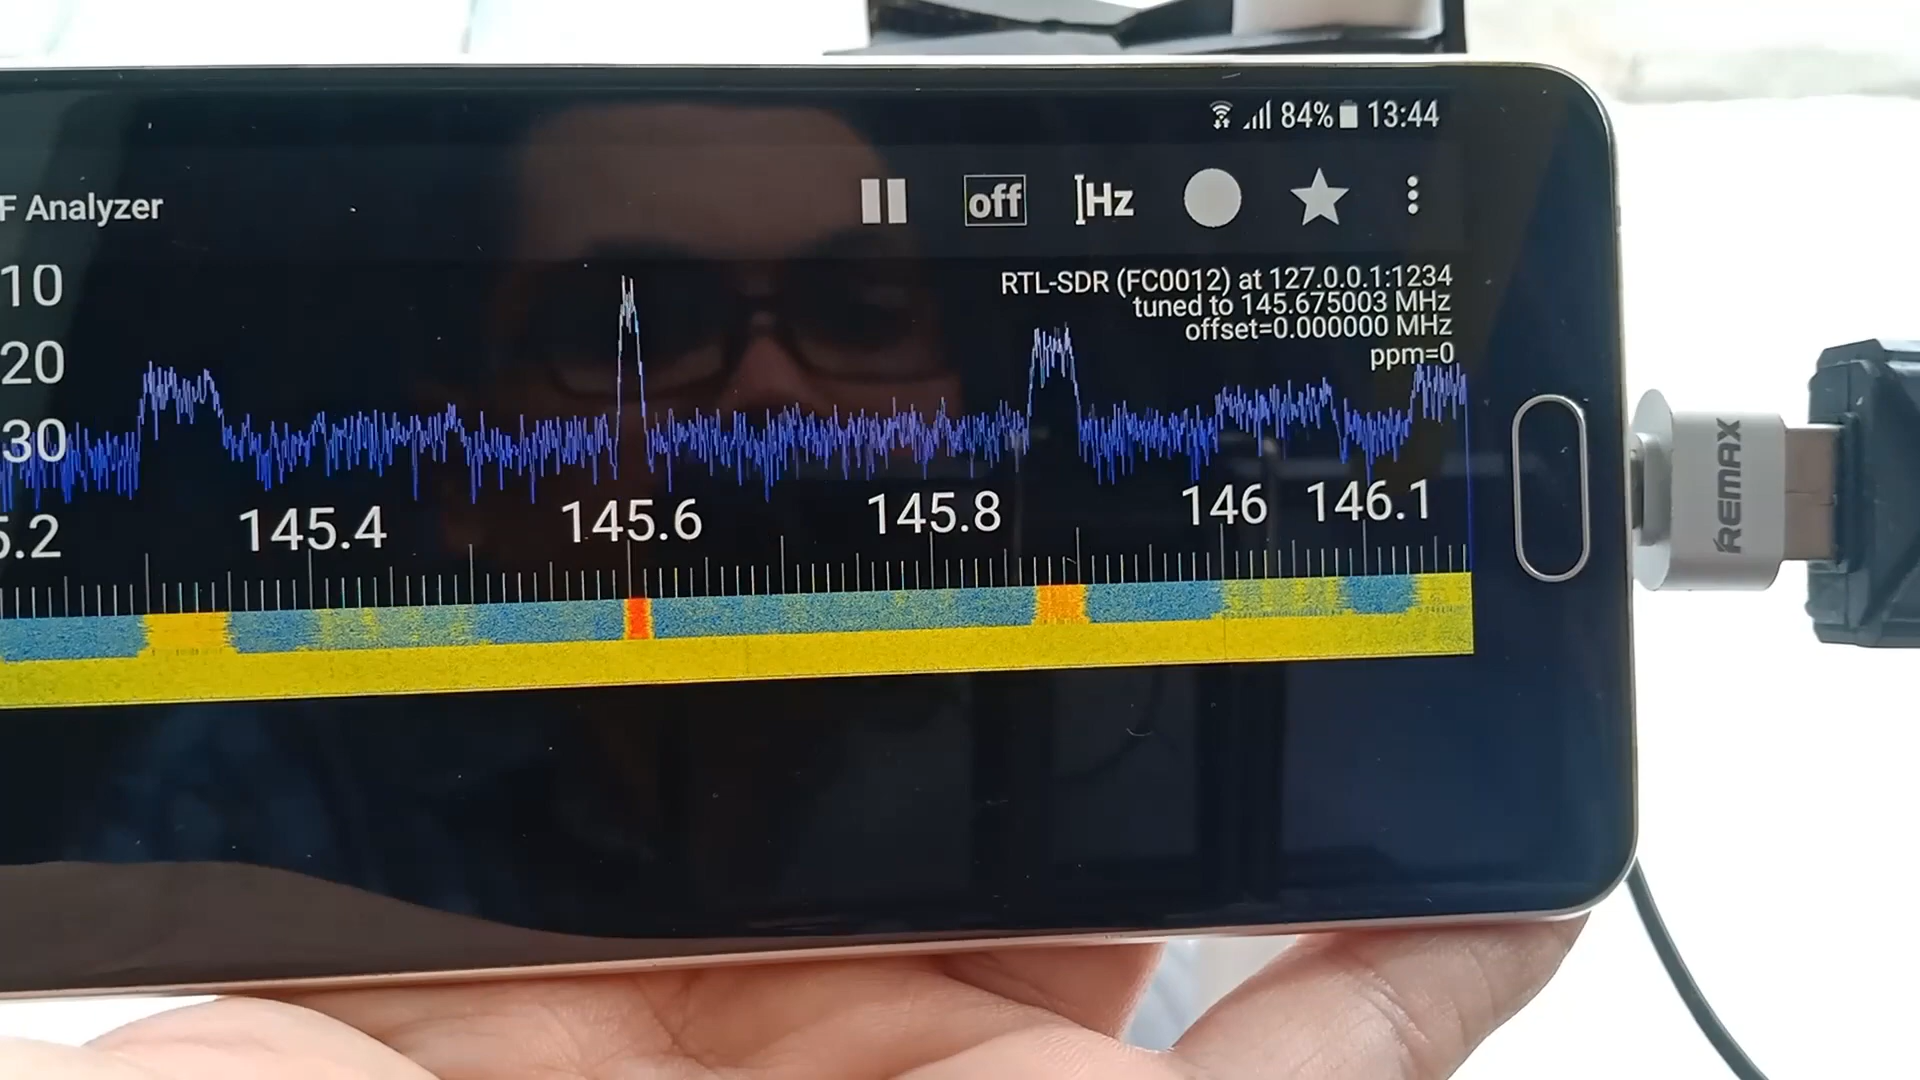 84% 13:44
F Analyzer
off
Hz
RTL-SDR (FC0012) at 127.0.0.1:1234
tuned to 145.675003 MHz
offset=0.000000 MHz
ppm=0
10
20
30
5.2 145.4 145.6 145.8 146 146.1
REMAX